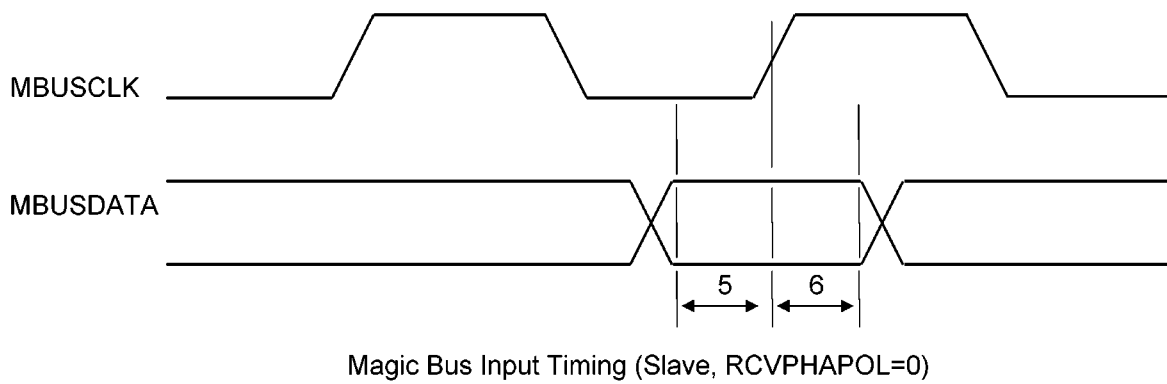 MBUSCLK
MBUSDATA
5
6
Magic Bus Input Timing (Slave, RCVPHAPOL=0)